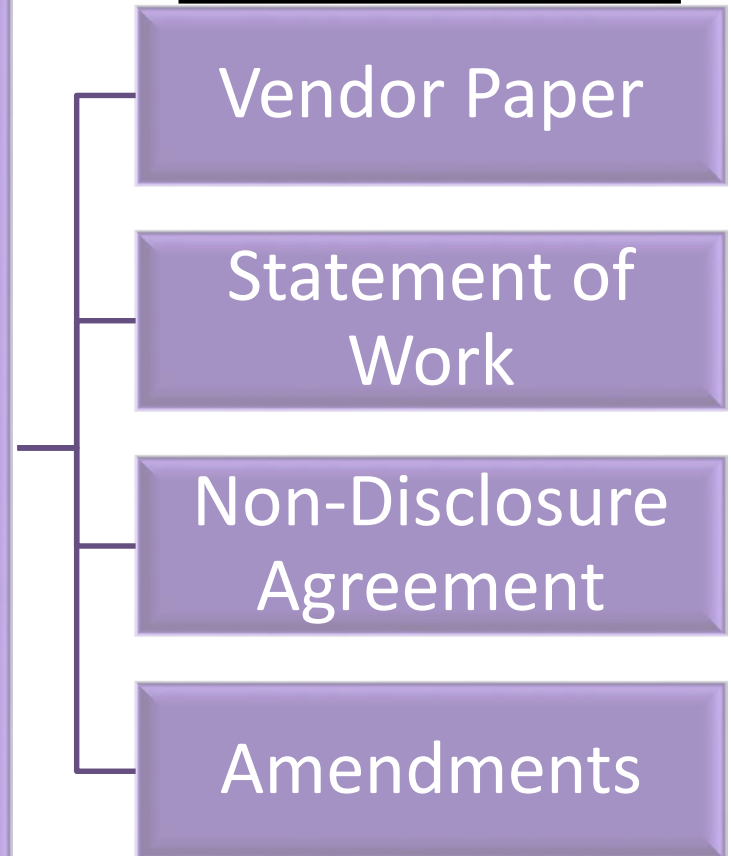 Vendor Paper
Statement of
Work
Non-Disclosure
Agreement
Amendments